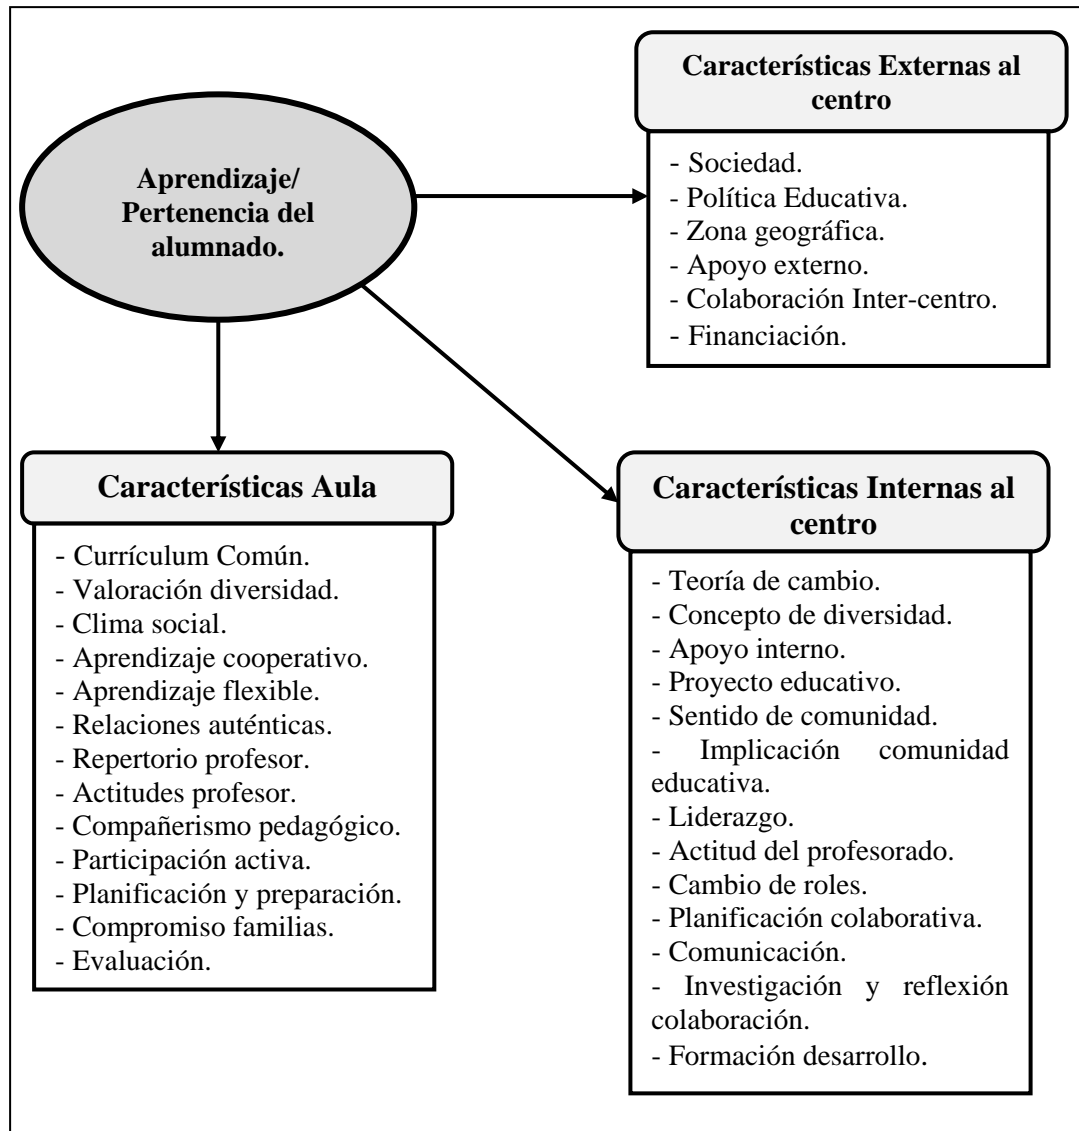 Aprendizaje/
Pertenencia del
alumnado.
Características Externas al
centro
- Sociedad.
- Política Educativa.
- Zona geográfica.
- Apoyo externo.
- Colaboración Inter-centro.
- Financiación.
Características Aula
- Currículum Común.
- Valoración diversidad.
- Clima social.
- Aprendizaje cooperativo.
- Aprendizaje flexible.
- Relaciones auténticas.
- Repertorio profesor.
- Actitudes profesor.
- Compañerismo pedagógico.
- Participación activa.
- Planificación y preparación.
- Compromiso familias.
- Evaluación.
Características Internas al
centro
- Teoría de cambio.
- Concepto de diversidad.
- Apoyo interno.
- Proyecto educativo.
- Sentido de comunidad.
- Implicación comunidad
educativa.
- Liderazgo.
- Actitud del profesorado.
- Cambio de roles.
- Planificación colaborativa.
- Comunicación.
- Investigación y reflexión
colaboración.
- Formación desarrollo.